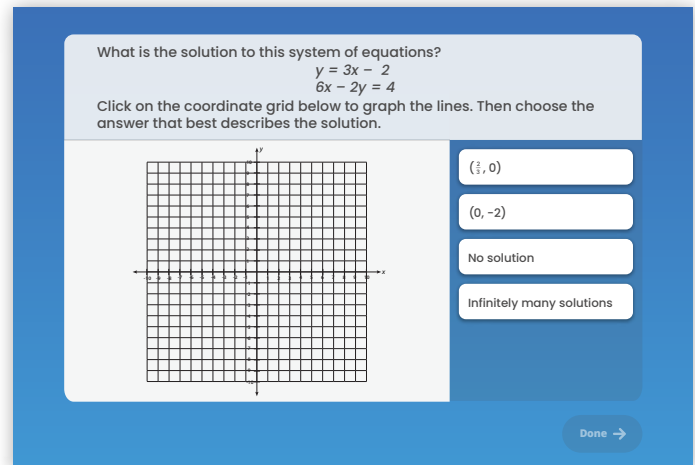 What is the solution to this system of equations?
y = 3x − 2
6x − 2y = 4
Click on the coordinate grid below to graph the lines. Then choose the
answer that best describes the solution.
y
x
(2/3, 0)
(0, -2)
No solution
Infinitely many solutions
Done →